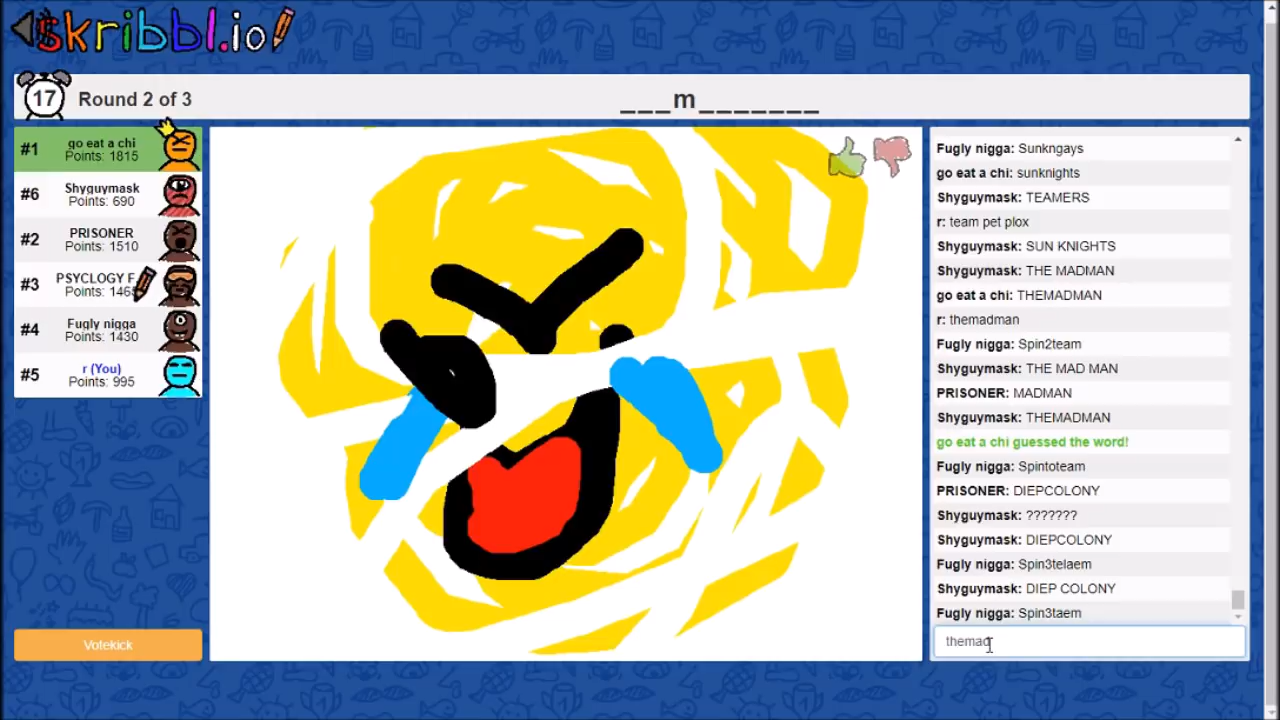 skribbl.io
17
Round 2 of 3
___m_______
#1 go eat a chi
Points: 1815
#6 Shyguymask
Points: 690
#2 PRISONER
Points: 1510
#3 PSYCLOGY F
Points: 1465
#4 Fugly nigga
Points: 1430
#5 r (You)
Points: 995
Votekick
Fugly nigga: Sunkngays
go eat a chi: sunknights
Shyguymask: TEAMERS
r: team pet plox
Shyguymask: SUN KNIGHTS
Shyguymask: THE MADMAN
go eat a chi: THEMADMAN
r: themadman
Fugly nigga: Spin2team
Shyguymask: THE MAD MAN
PRISONER: MADMAN
Shyguymask: THEMADMAN
go eat a chi guessed the word!
Fugly nigga: Spintoteam
PRISONER: DIEPCOLONY
Shyguymask: ???????
Shyguymask: DIEPCOLONY
Fugly nigga: Spin3telaem
Shyguymask: DIEP COLONY
Fugly nigga: Spin3taem
themad